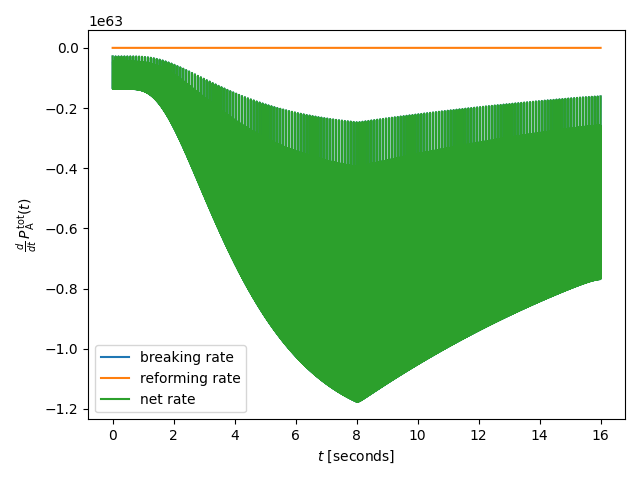 1e63
0.0
−0.2
−0.4
−0.6
−0.8
−1.0
−1.2
d/dt P_A^tot(t)
breaking rate
reforming rate
net rate
0 2 4 6 8 10 12 14 16
t [seconds]